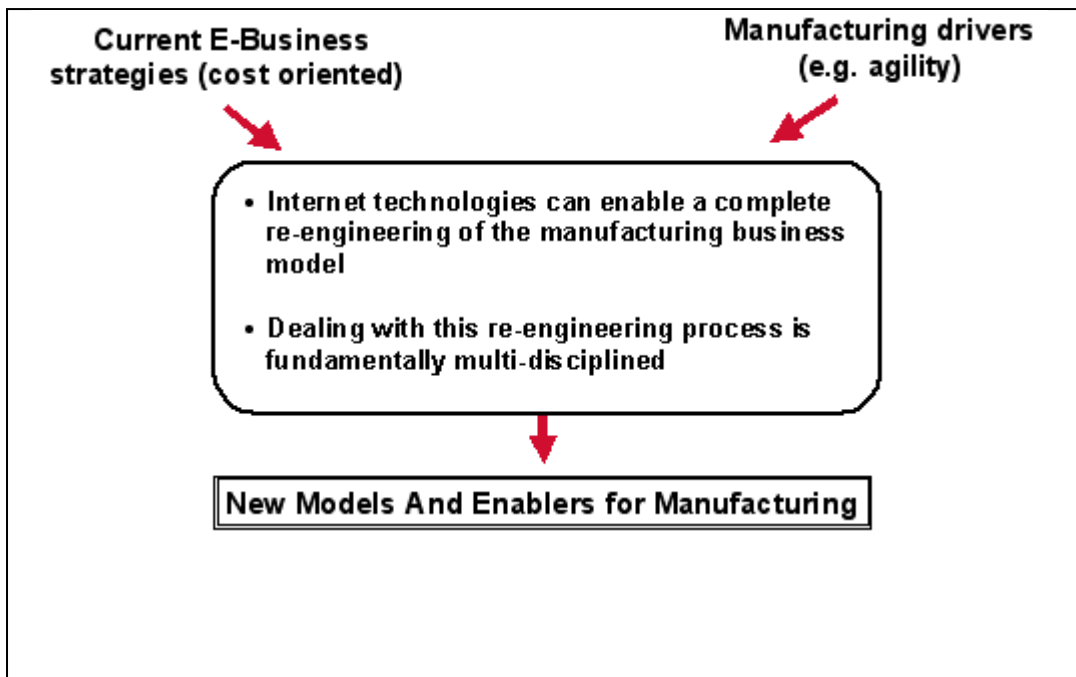 Current E-Business
strategies (cost oriented)
Manufacturing drivers
(e.g. agility)
• Internet technologies can enable a complete
re-engineering of the manufacturing business
model
• Dealing with this re-engineering process is
fundamentally multi-disciplined
New Models And Enablers for Manufacturing